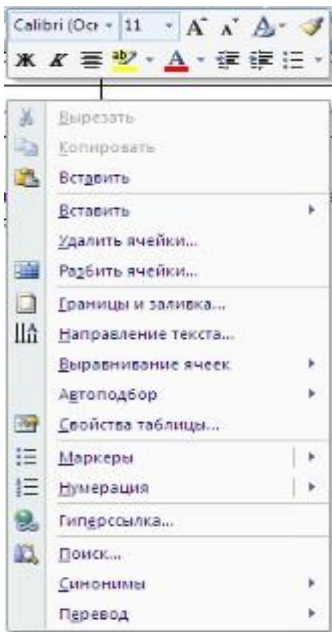 Calibri (Осн 11 A A A
Ж К ab A
Вырезать
Копировать
Вставить
Вставить
Удалить ячейки...
Разбить ячейки...
Границы и заливка...
Направление текста...
Выравнивание ячеек
Автоподбор
Свойства таблицы...
Маркеры
Нумерация
Гиперссылка...
Поиск...
Синонимы
Перевод